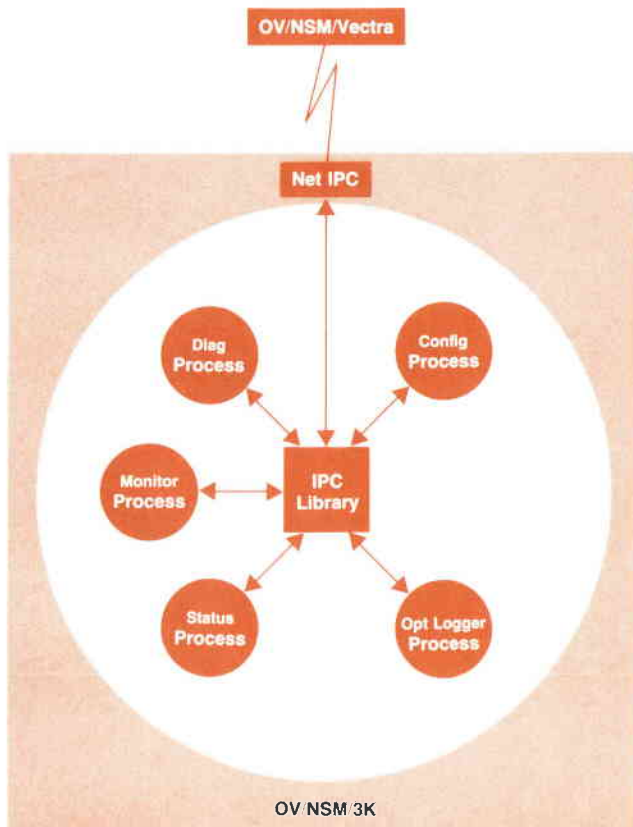 OV/NSM/Vectra
Net IPC
Diag
Process
Config
Process
Monitor
Process
IPC
Library
Status
Process
Opt Logger
Process
OV/NSM/3K